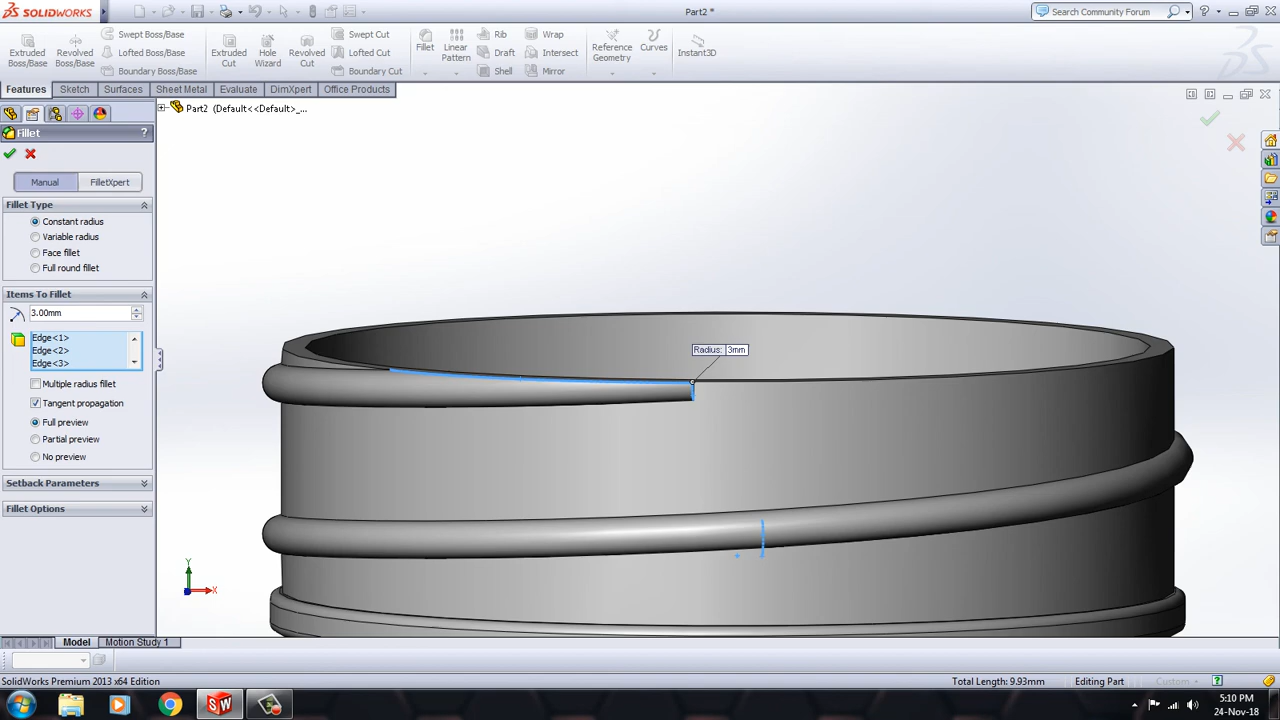 SOLIDWORKS
Part2 *
Search Community Forum
Extruded Boss/Base
Revolved Boss/Base
Swept Boss/Base
Lofted Boss/Base
Boundary Boss/Base
Extruded Cut
Hole Wizard
Revolved Cut
Swept Cut
Lofted Cut
Boundary Cut
Fillet
Linear Pattern
Rib
Draft
Shell
Wrap
Intersect
Mirror
Reference Geometry
Curves
Instant3D
Features
Sketch
Surfaces
Sheet Metal
Evaluate
DimXpert
Office Products
Part2 (Default<<Default>_...
Fillet
?
Manual
FilletXpert
Fillet Type
Constant radius
Variable radius
Face fillet
Full round fillet
Items To Fillet
3.00mm
Edge<1>
Edge<2>
Edge<3>
Multiple radius fillet
Tangent propagation
Full preview
Partial preview
No preview
Setback Parameters
Fillet Options
Radius: 3mm
Y
X
Model
Motion Study 1
SolidWorks Premium 2013 x64 Edition
Total Length: 9.93mm
Editing Part
Custom
?
SW
5:10 PM
24-Nov-18